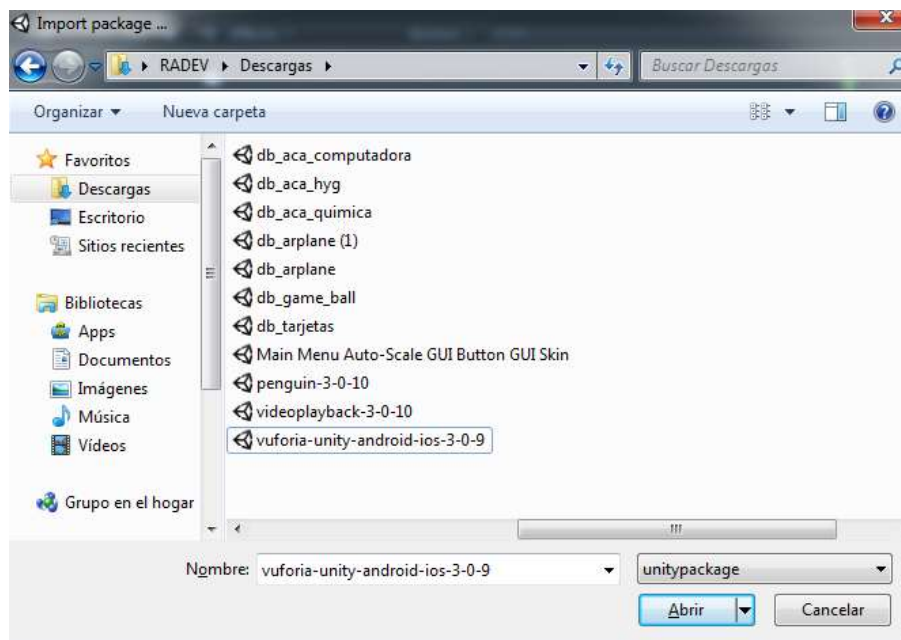 Import package ...
RADEV Descargas
Buscar Descargas
Organizar Nueva carpeta
Favoritos
Descargas
Escritorio
Sitios recientes
Bibliotecas
Apps
Documentos
Imágenes
Música
Vídeos
Grupo en el hogar
db_aca_computadora
db_aca_hyg
db_aca_quimica
db_arplane (1)
db_arplane
db_game_ball
db_tarjetas
Main Menu Auto-Scale GUI Button GUI Skin
penguin-3-0-10
videoplayback-3-0-10
vuforia-unity-android-ios-3-0-9
Nombre: vuforia-unity-android-ios-3-0-9
unitypackage
Abrir Cancelar